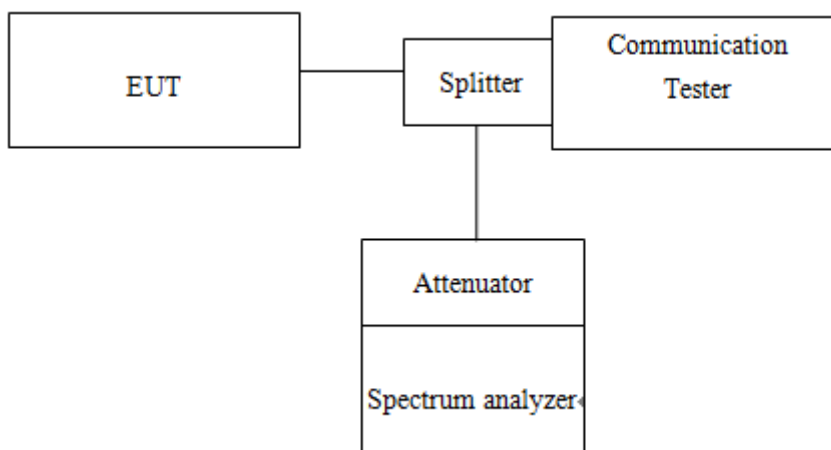 EUT
Splitter
Communication
Tester
Attenuator
Spectrum analyzer